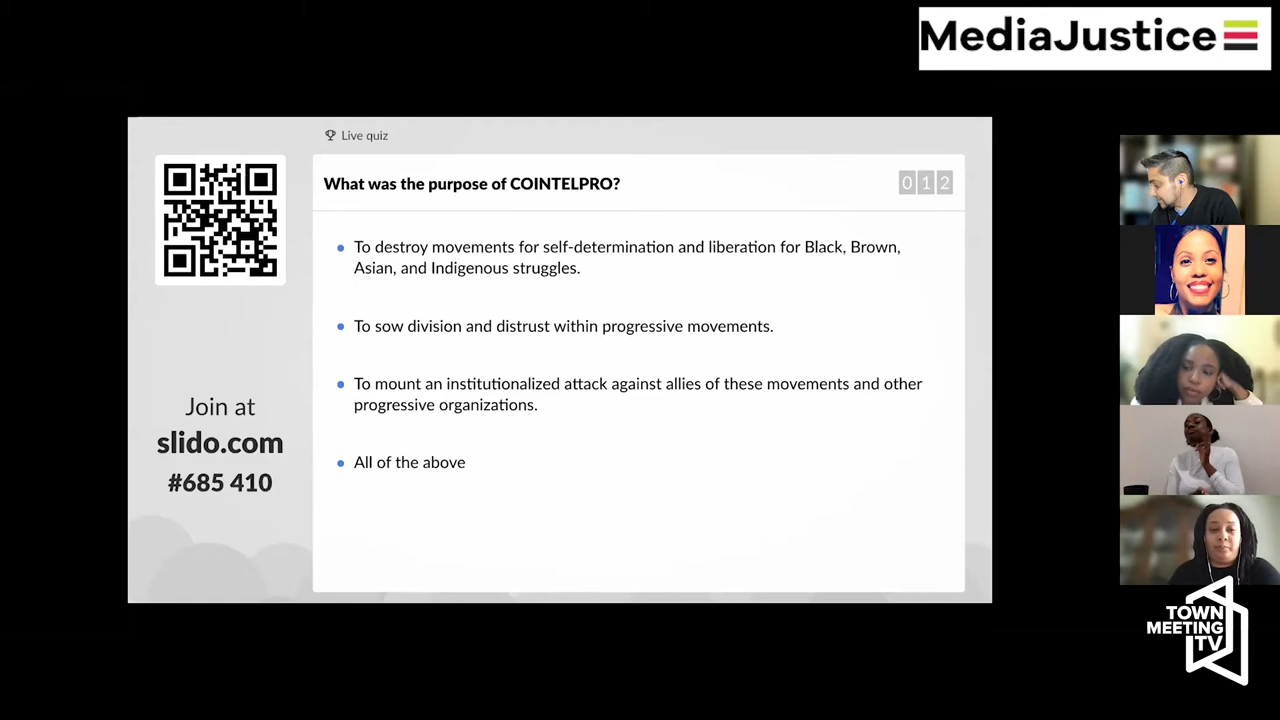 MediaJustice
Live quiz
What was the purpose of COINTELPRO?
012
To destroy movements for self-determination and liberation for Black, Brown,
Asian, and Indigenous struggles.
To sow division and distrust within progressive movements.
To mount an institutionalized attack against allies of these movements and other
progressive organizations.
All of the above
Join at
slido.com
#685 410
TOWN
MEETING
TV